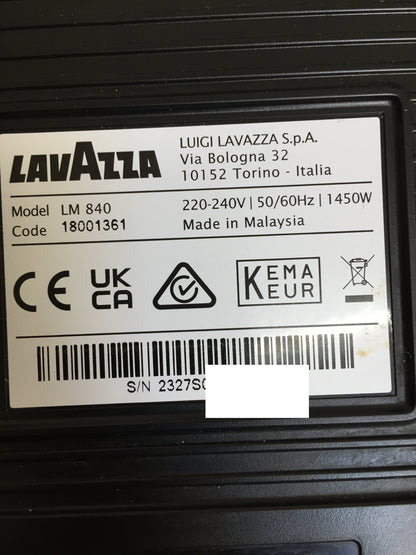 LAVAZZA
LUIGI LAVAZZA S.p.A.
Via Bologna 32
10152 Torino - Italia
Model LM 840
220-240V | 50/60Hz | 1450W
Code 18001361
Made in Malaysia
CE
UK
CA
KEMA
KEUR
S/N 2327S